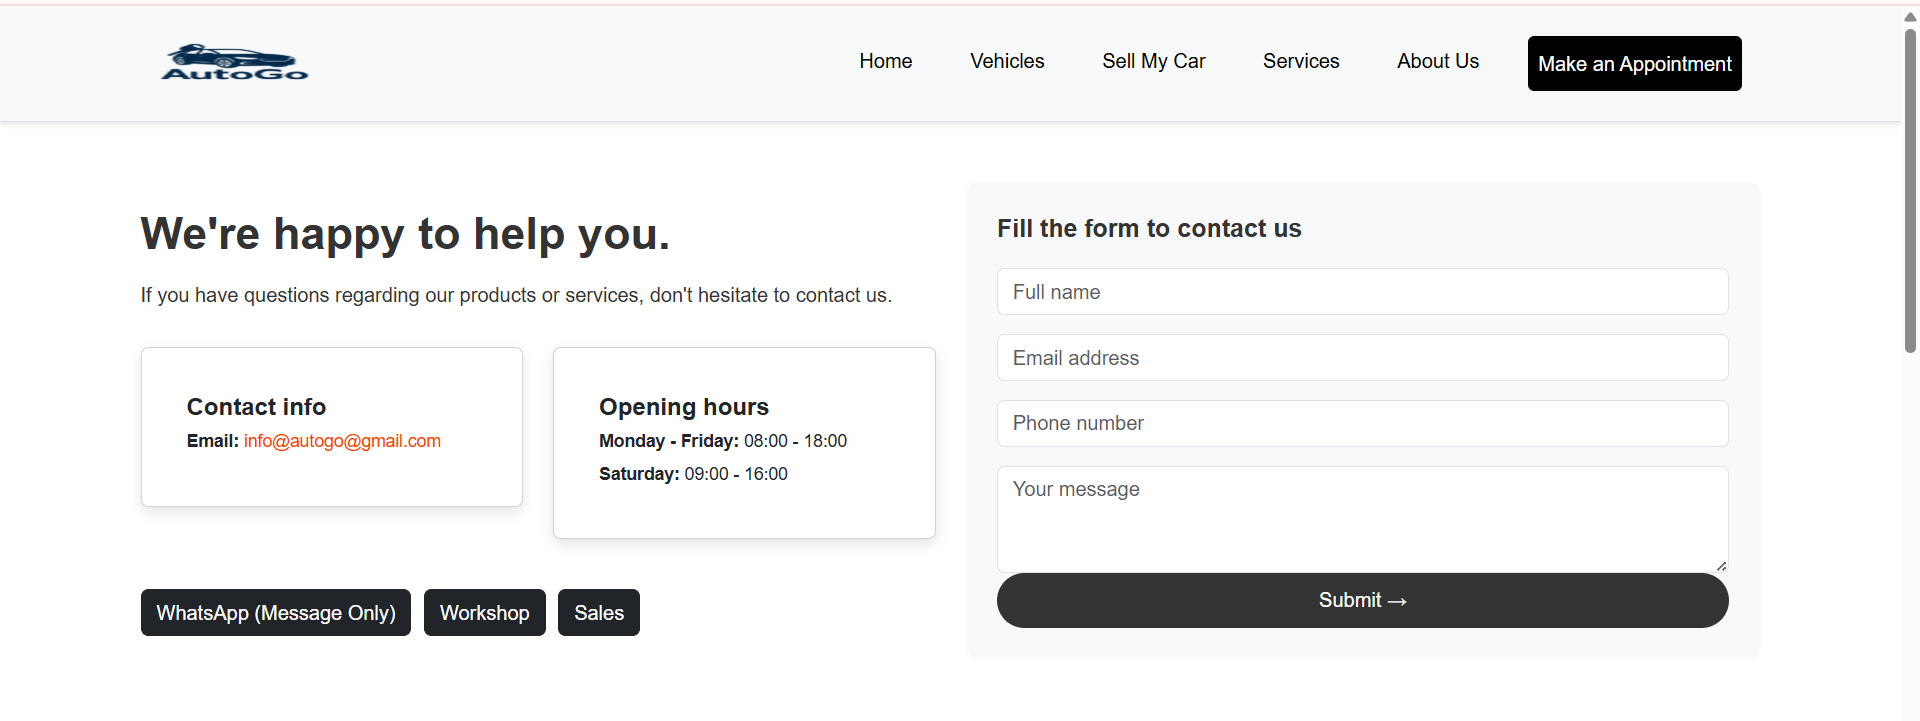 AutoGo
Home
Vehicles
Sell My Car
Services
About Us
Make an Appointment
We're happy to help you.
If you have questions regarding our products or services, don't hesitate to contact us.
Contact info
Email: info@autogo@gmail.com
Opening hours
Monday - Friday: 08:00 - 18:00
Saturday: 09:00 - 16:00
WhatsApp (Message Only)
Workshop
Sales
Fill the form to contact us
Full name
Email address
Phone number
Your message
Submit →